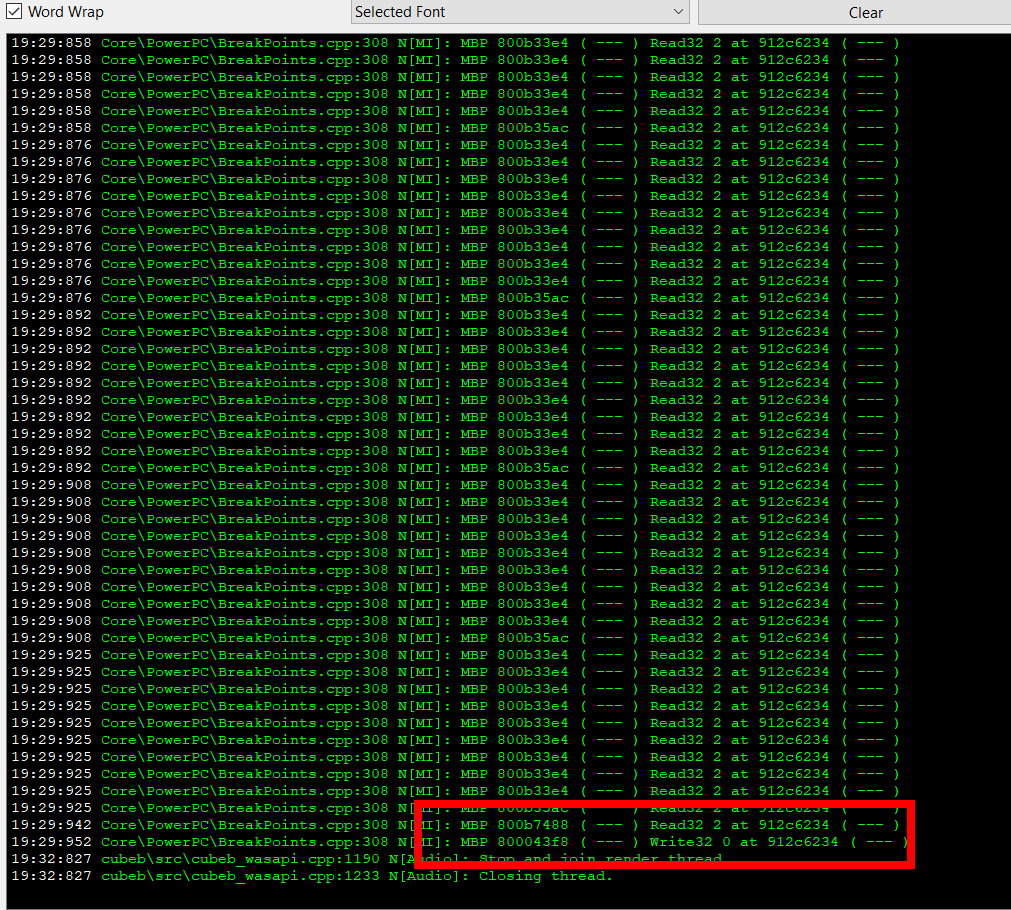 Word Wrap
Selected Font
Clear
19:29:858 Core\PowerPC\BreakPoints.cpp:308 N[MI]: MBP 800b33e4 ( --- ) Read32 2 at 912c6234 ( --- )
19:29:858 Core\PowerPC\BreakPoints.cpp:308 N[MI]: MBP 800b33e4 ( --- ) Read32 2 at 912c6234 ( --- )
19:29:858 Core\PowerPC\BreakPoints.cpp:308 N[MI]: MBP 800b33e4 ( --- ) Read32 2 at 912c6234 ( --- )
19:29:858 Core\PowerPC\BreakPoints.cpp:308 N[MI]: MBP 800b33e4 ( --- ) Read32 2 at 912c6234 ( --- )
19:29:858 Core\PowerPC\BreakPoints.cpp:308 N[MI]: MBP 800b33e4 ( --- ) Read32 2 at 912c6234 ( --- )
19:29:858 Core\PowerPC\BreakPoints.cpp:308 N[MI]: MBP 800b35ac ( --- ) Read32 2 at 912c6234 ( --- )
19:29:876 Core\PowerPC\BreakPoints.cpp:308 N[MI]: MBP 800b33e4 ( --- ) Read32 2 at 912c6234 ( --- )
19:29:876 Core\PowerPC\BreakPoints.cpp:308 N[MI]: MBP 800b33e4 ( --- ) Read32 2 at 912c6234 ( --- )
19:29:876 Core\PowerPC\BreakPoints.cpp:308 N[MI]: MBP 800b33e4 ( --- ) Read32 2 at 912c6234 ( --- )
19:29:876 Core\PowerPC\BreakPoints.cpp:308 N[MI]: MBP 800b33e4 ( --- ) Read32 2 at 912c6234 ( --- )
19:29:876 Core\PowerPC\BreakPoints.cpp:308 N[MI]: MBP 800b33e4 ( --- ) Read32 2 at 912c6234 ( --- )
19:29:876 Core\PowerPC\BreakPoints.cpp:308 N[MI]: MBP 800b33e4 ( --- ) Read32 2 at 912c6234 ( --- )
19:29:876 Core\PowerPC\BreakPoints.cpp:308 N[MI]: MBP 800b33e4 ( --- ) Read32 2 at 912c6234 ( --- )
19:29:876 Core\PowerPC\BreakPoints.cpp:308 N[MI]: MBP 800b33e4 ( --- ) Read32 2 at 912c6234 ( --- )
19:29:876 Core\PowerPC\BreakPoints.cpp:308 N[MI]: MBP 800b33e4 ( --- ) Read32 2 at 912c6234 ( --- )
19:29:876 Core\PowerPC\BreakPoints.cpp:308 N[MI]: MBP 800b35ac ( --- ) Read32 2 at 912c6234 ( --- )
19:29:892 Core\PowerPC\BreakPoints.cpp:308 N[MI]: MBP 800b33e4 ( --- ) Read32 2 at 912c6234 ( --- )
19:29:892 Core\PowerPC\BreakPoints.cpp:308 N[MI]: MBP 800b33e4 ( --- ) Read32 2 at 912c6234 ( --- )
19:29:892 Core\PowerPC\BreakPoints.cpp:308 N[MI]: MBP 800b33e4 ( --- ) Read32 2 at 912c6234 ( --- )
19:29:892 Core\PowerPC\BreakPoints.cpp:308 N[MI]: MBP 800b33e4 ( --- ) Read32 2 at 912c6234 ( --- )
19:29:892 Core\PowerPC\BreakPoints.cpp:308 N[MI]: MBP 800b33e4 ( --- ) Read32 2 at 912c6234 ( --- )
19:29:892 Core\PowerPC\BreakPoints.cpp:308 N[MI]: MBP 800b33e4 ( --- ) Read32 2 at 912c6234 ( --- )
19:29:892 Core\PowerPC\BreakPoints.cpp:308 N[MI]: MBP 800b33e4 ( --- ) Read32 2 at 912c6234 ( --- )
19:29:892 Core\PowerPC\BreakPoints.cpp:308 N[MI]: MBP 800b33e4 ( --- ) Read32 2 at 912c6234 ( --- )
19:29:892 Core\PowerPC\BreakPoints.cpp:308 N[MI]: MBP 800b33e4 ( --- ) Read32 2 at 912c6234 ( --- )
19:29:892 Core\PowerPC\BreakPoints.cpp:308 N[MI]: MBP 800b35ac ( --- ) Read32 2 at 912c6234 ( --- )
19:29:908 Core\PowerPC\BreakPoints.cpp:308 N[MI]: MBP 800b33e4 ( --- ) Read32 2 at 912c6234 ( --- )
19:29:908 Core\PowerPC\BreakPoints.cpp:308 N[MI]: MBP 800b33e4 ( --- ) Read32 2 at 912c6234 ( --- )
19:29:908 Core\PowerPC\BreakPoints.cpp:308 N[MI]: MBP 800b33e4 ( --- ) Read32 2 at 912c6234 ( --- )
19:29:908 Core\PowerPC\BreakPoints.cpp:308 N[MI]: MBP 800b33e4 ( --- ) Read32 2 at 912c6234 ( --- )
19:29:908 Core\PowerPC\BreakPoints.cpp:308 N[MI]: MBP 800b33e4 ( --- ) Read32 2 at 912c6234 ( --- )
19:29:908 Core\PowerPC\BreakPoints.cpp:308 N[MI]: MBP 800b33e4 ( --- ) Read32 2 at 912c6234 ( --- )
19:29:908 Core\PowerPC\BreakPoints.cpp:308 N[MI]: MBP 800b33e4 ( --- ) Read32 2 at 912c6234 ( --- )
19:29:908 Core\PowerPC\BreakPoints.cpp:308 N[MI]: MBP 800b33e4 ( --- ) Read32 2 at 912c6234 ( --- )
19:29:908 Core\PowerPC\BreakPoints.cpp:308 N[MI]: MBP 800b33e4 ( --- ) Read32 2 at 912c6234 ( --- )
19:29:908 Core\PowerPC\BreakPoints.cpp:308 N[MI]: MBP 800b35ac ( --- ) Read32 2 at 912c6234 ( --- )
19:29:925 Core\PowerPC\BreakPoints.cpp:308 N[MI]: MBP 800b33e4 ( --- ) Read32 2 at 912c6234 ( --- )
19:29:925 Core\PowerPC\BreakPoints.cpp:308 N[MI]: MBP 800b33e4 ( --- ) Read32 2 at 912c6234 ( --- )
19:29:925 Core\PowerPC\BreakPoints.cpp:308 N[MI]: MBP 800b33e4 ( --- ) Read32 2 at 912c6234 ( --- )
19:29:925 Core\PowerPC\BreakPoints.cpp:308 N[MI]: MBP 800b33e4 ( --- ) Read32 2 at 912c6234 ( --- )
19:29:925 Core\PowerPC\BreakPoints.cpp:308 N[MI]: MBP 800b33e4 ( --- ) Read32 2 at 912c6234 ( --- )
19:29:925 Core\PowerPC\BreakPoints.cpp:308 N[MI]: MBP 800b33e4 ( --- ) Read32 2 at 912c6234 ( --- )
19:29:925 Core\PowerPC\BreakPoints.cpp:308 N[MI]: MBP 800b33e4 ( --- ) Read32 2 at 912c6234 ( --- )
19:29:925 Core\PowerPC\BreakPoints.cpp:308 N[MI]: MBP 800b33e4 ( --- ) Read32 2 at 912c6234 ( --- )
19:29:925 Core\PowerPC\BreakPoints.cpp:308 N[MI]: MBP 800b33e4 ( --- ) Read32 2 at 912c6234 ( --- )
19:29:925 Core\PowerPC\BreakPoints.cpp:308 N[MI]: MBP 800b35ac ( --- ) Read32 2 at 912c6234 ( --- )
19:29:942 Core\PowerPC\BreakPoints.cpp:308 N[MI]: MBP 800b7488 ( --- ) Read32 2 at 912c6234 ( --- )
19:29:952 Core\PowerPC\BreakPoints.cpp:308 N[MI]: MBP 800043f8 ( --- ) Write32 0 at 912c6234 ( --- )
19:32:827 cubeb\src\cubeb_wasapi.cpp:1190 N[Audio]: Stop and join render thread
19:32:827 cubeb\src\cubeb_wasapi.cpp:1233 N[Audio]: Closing thread.